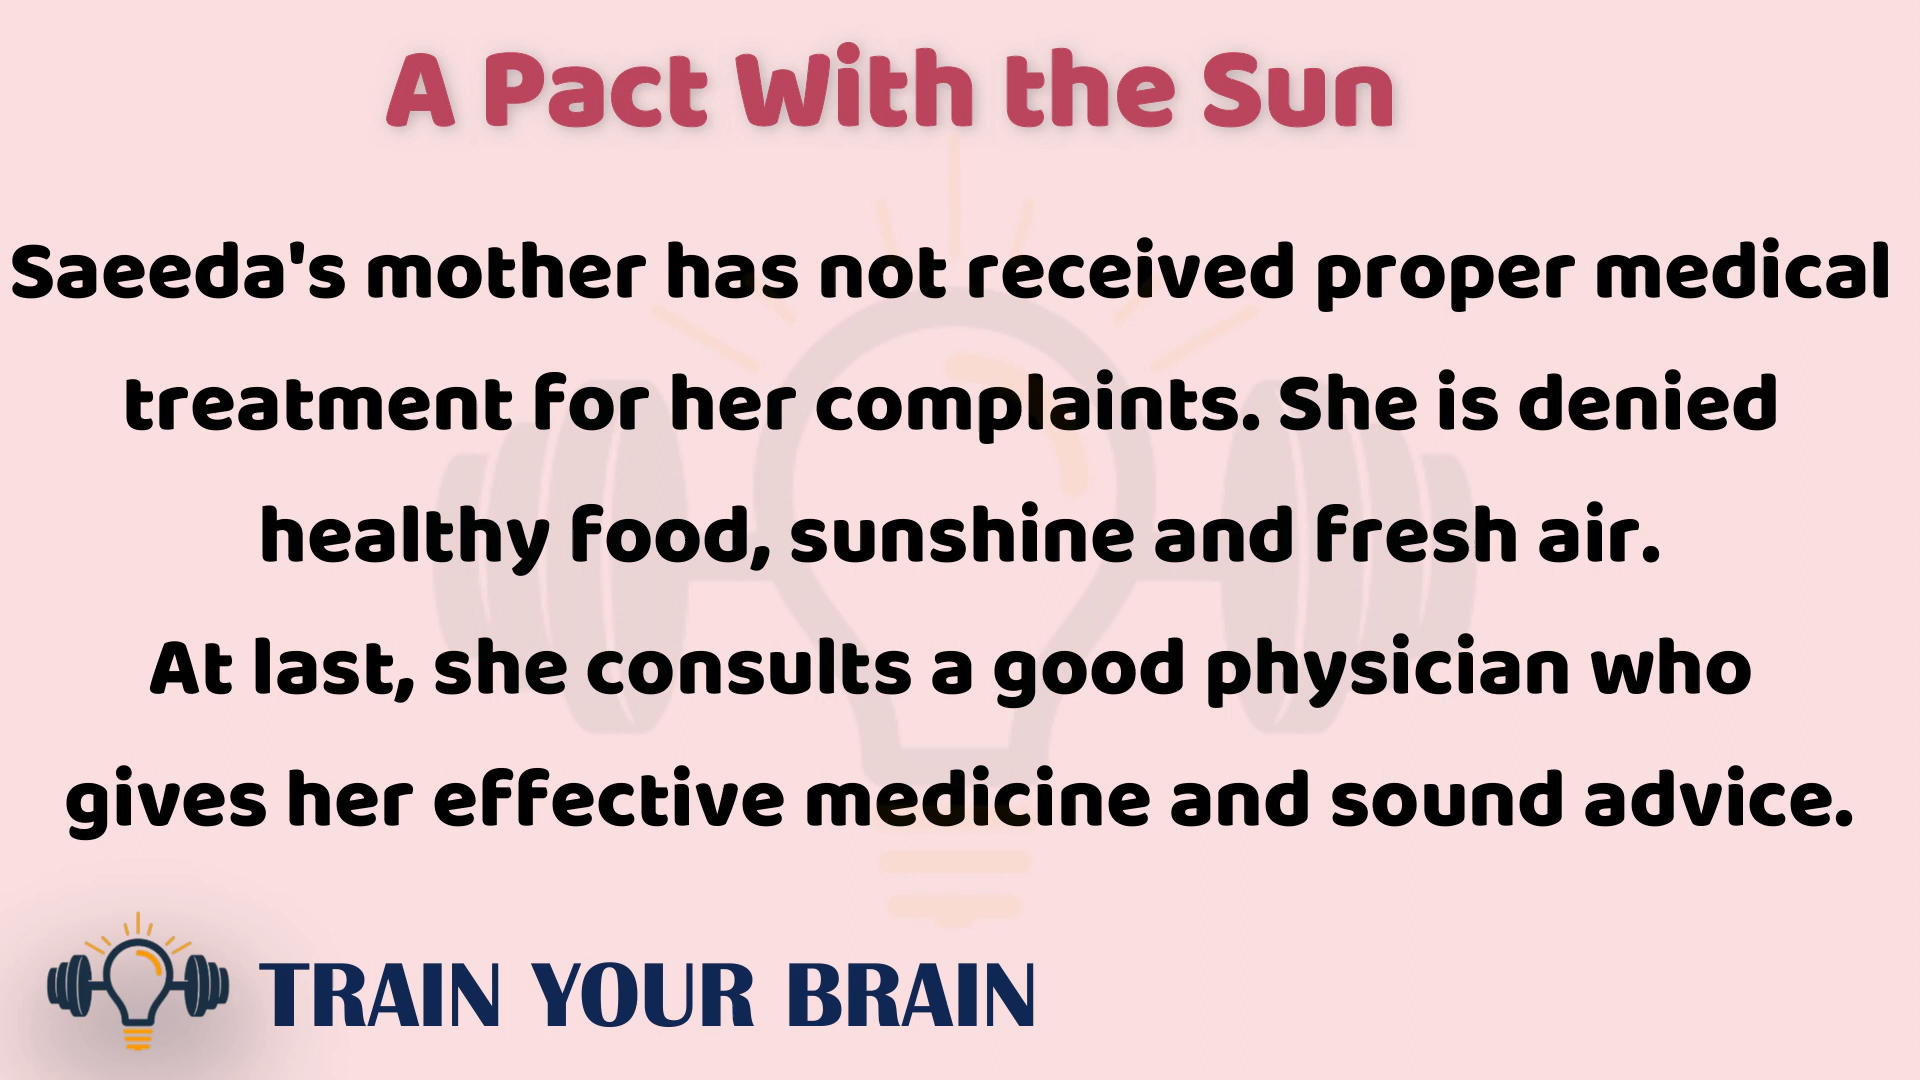 A Pact With the Sun
Saeeda's mother has not received proper medical
treatment for her complaints. She is denied
healthy food, sunshine and fresh air.
At last, she consults a good physician who
gives her effective medicine and sound advice.
TRAIN YOUR BRAIN